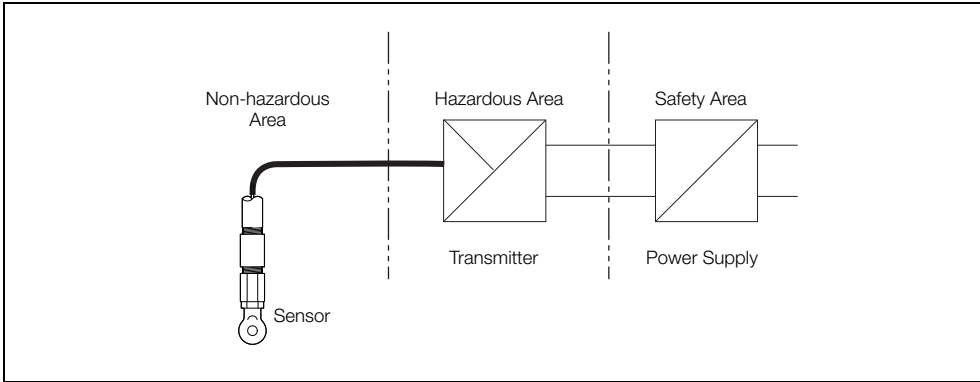 Non-hazardous
Area
Hazardous Area
Safety Area
Transmitter
Power Supply
Sensor